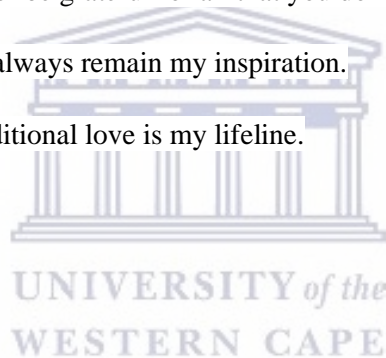 always remain my inspiration.
ditional love is my lifeline.
UNIVERSITY of the
WESTERN CAPE